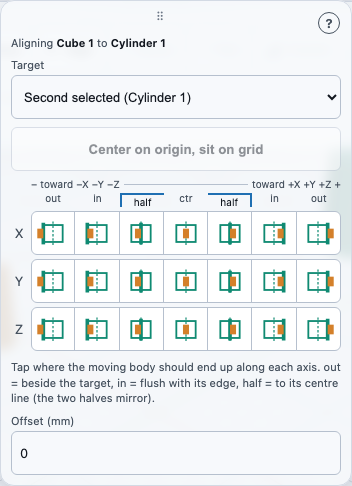 ?
Aligning Cube 1 to Cylinder 1
Target
Second selected (Cylinder 1)
Center on origin, sit on grid
− toward −X −Y −Z toward +X +Y +Z +
out in half ctr half in out
X
Y
Z
Tap where the moving body should end up along each axis. out
= beside the target, in = flush with its edge, half = to its centre
line (the two halves mirror).
Offset (mm)
0